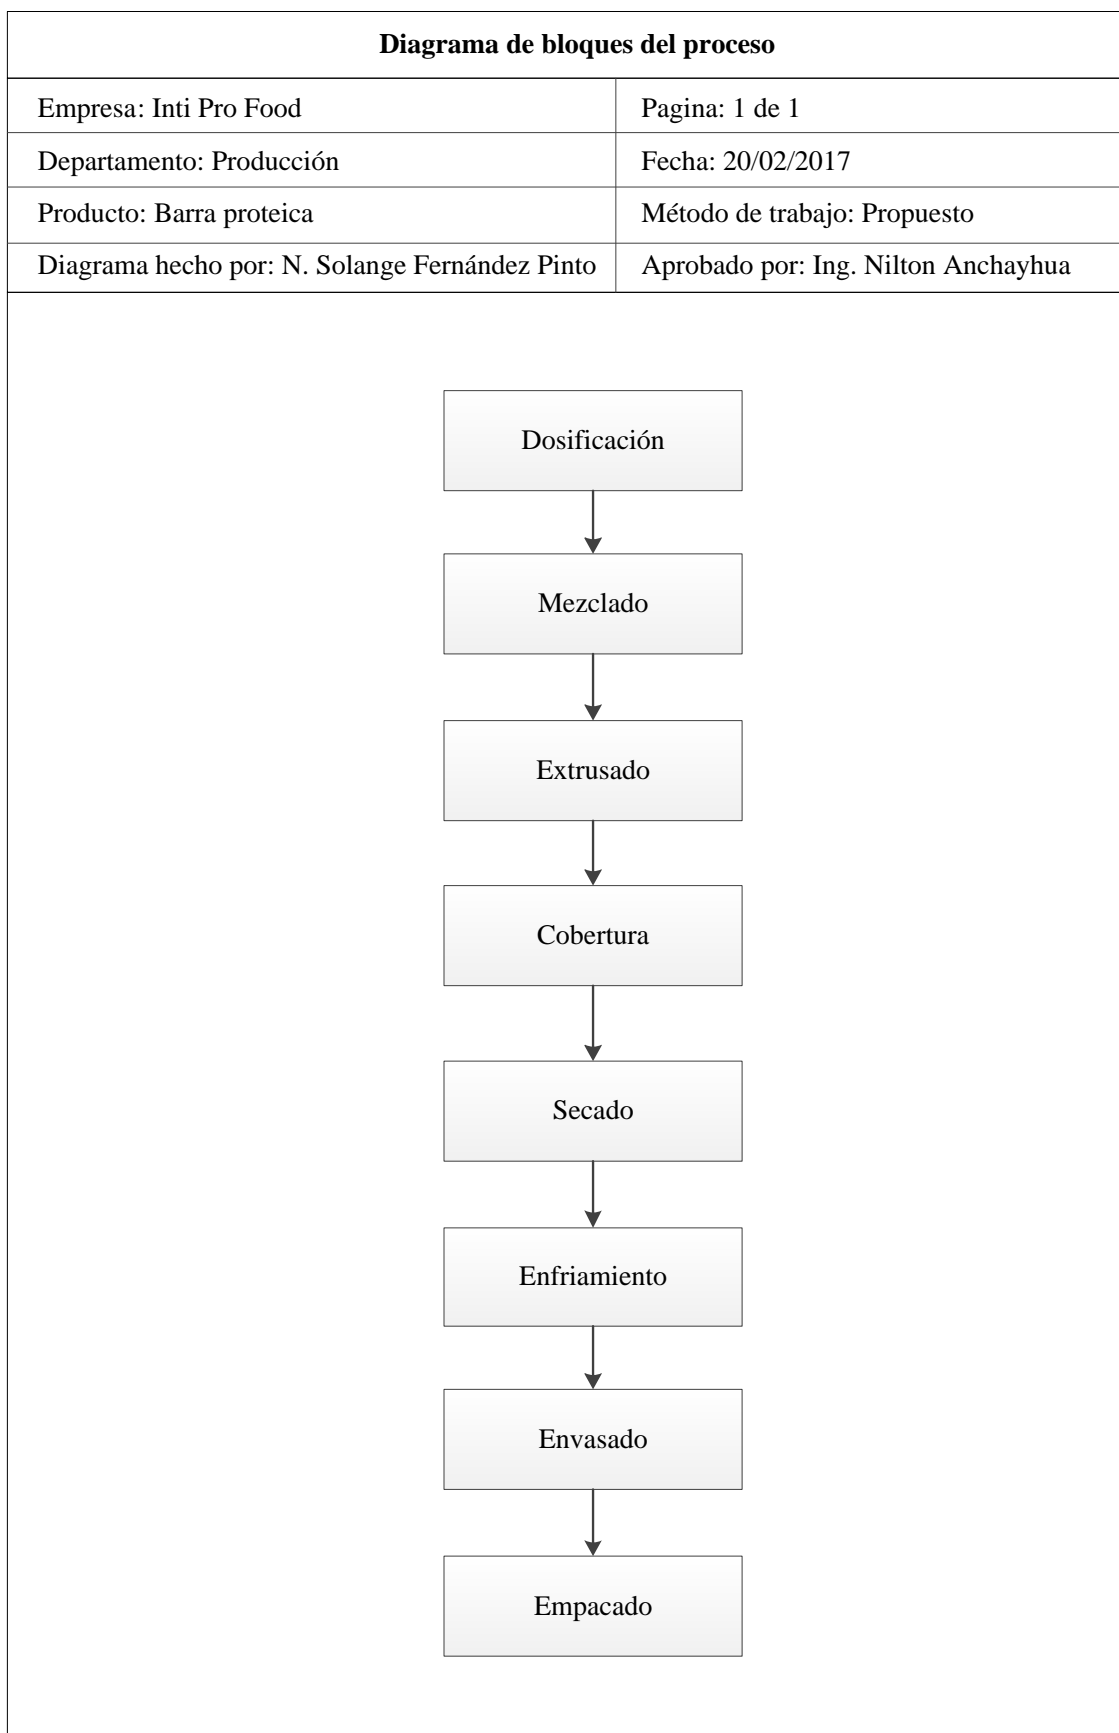 Diagrama de bloques del proceso
Empresa: Inti Pro Food
Pagina: 1 de 1
Departamento: Producción
Fecha: 20/02/2017
Producto: Barra proteica
Método de trabajo: Propuesto
Diagrama hecho por: N. Solange Fernández Pinto
Aprobado por: Ing. Nilton Anchayhua
Dosificación
Mezclado
Extrusado
Cobertura
Secado
Enfriamiento
Envasado
Empacado